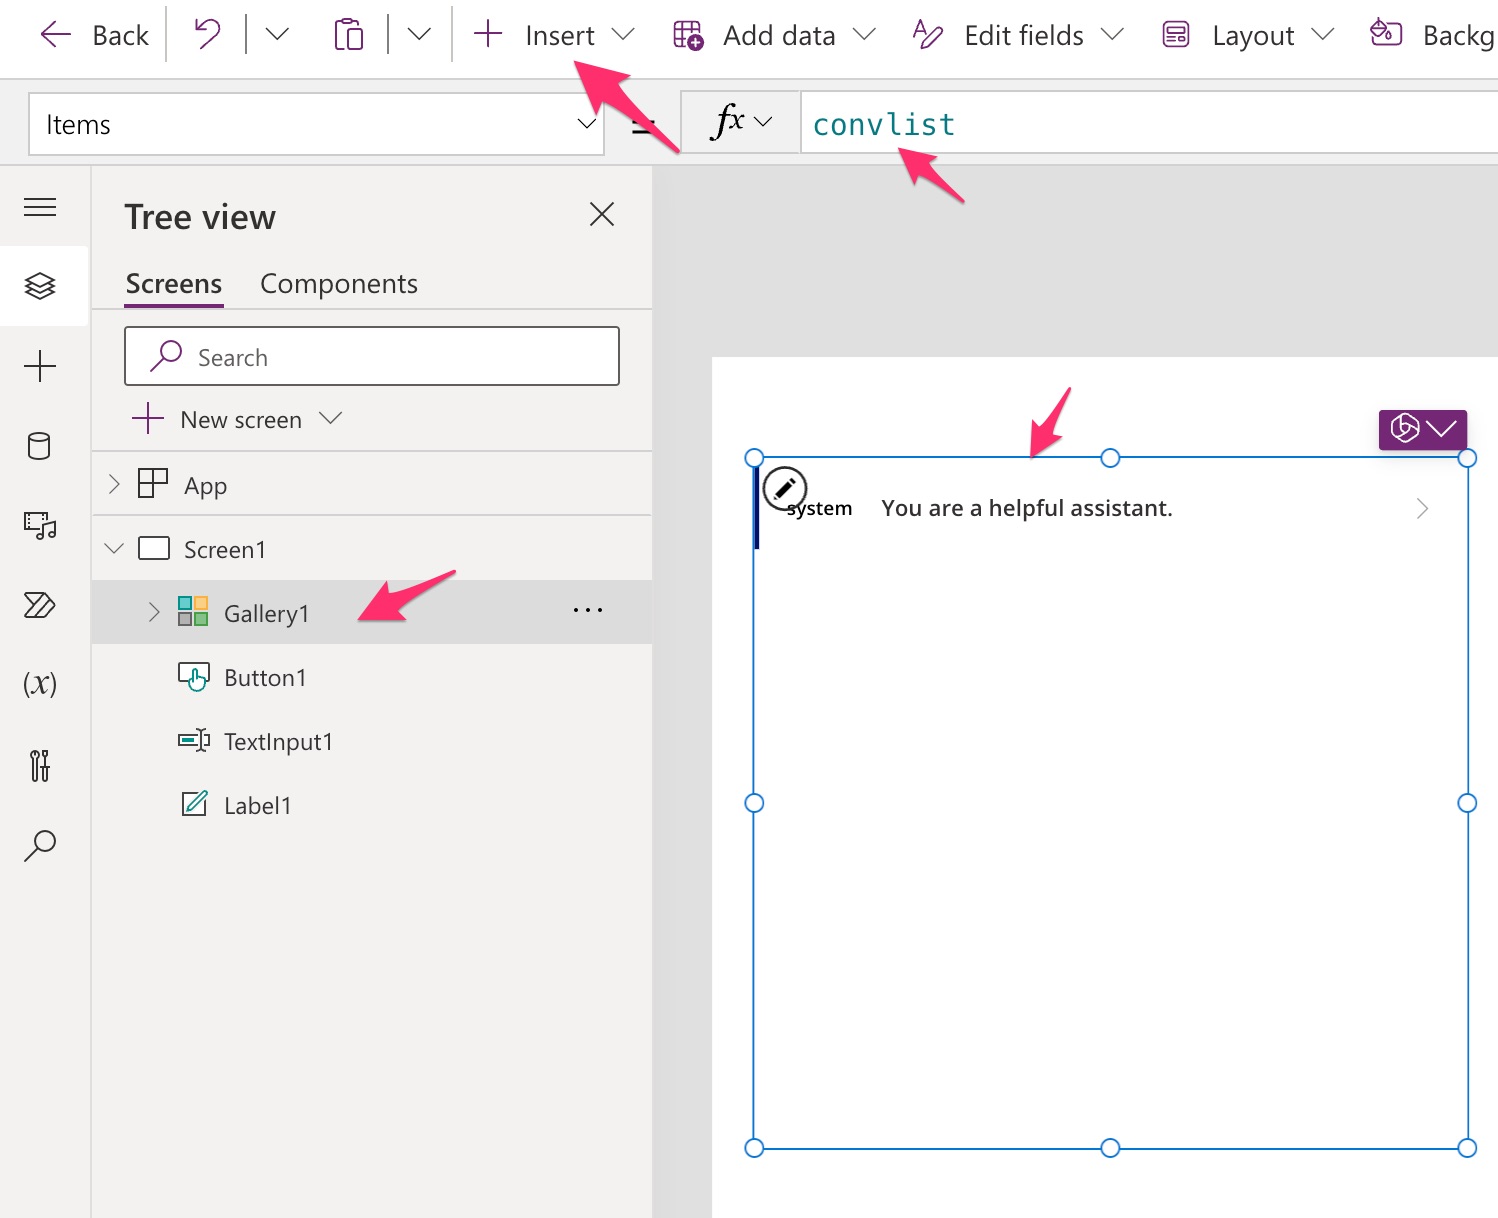 Back
Insert
Add data
Edit fields
Layout
Backg
Items
=
fx
convlist
Tree view
Screens
Components
Search
New screen
App
Screen1
Gallery1
Button1
TextInput1
Label1
(x)
system
You are a helpful assistant.